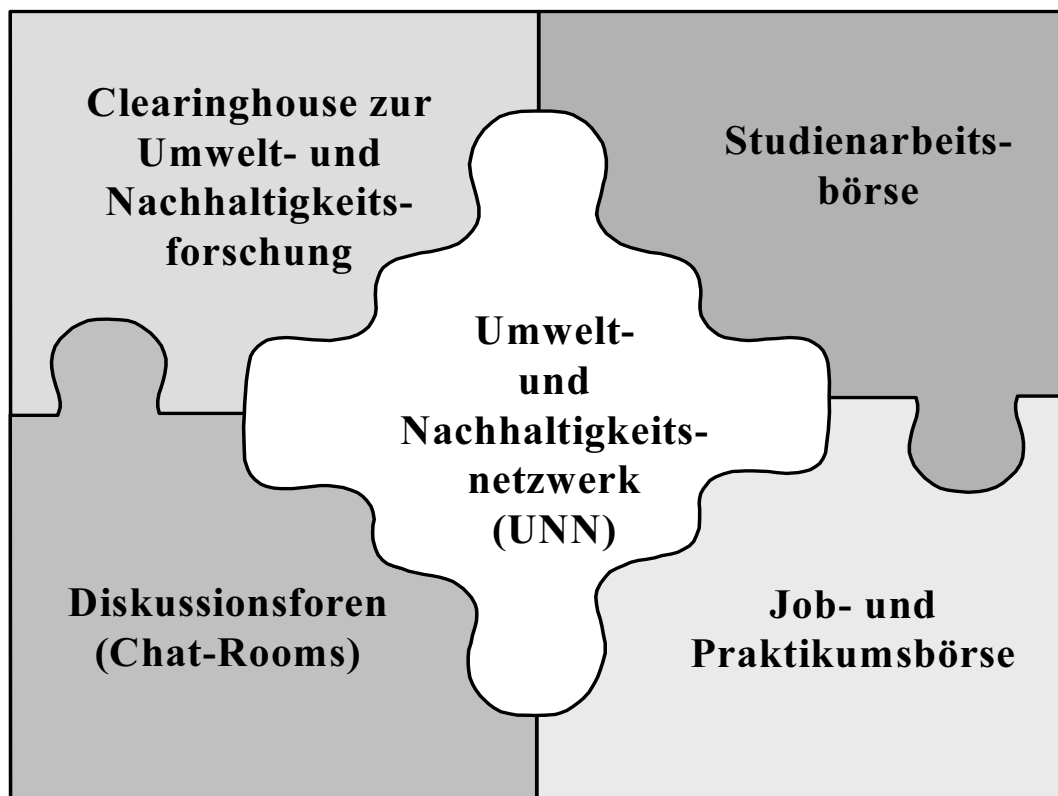 Clearinghouse zur
Umwelt- und
Nachhaltigkeits-
forschung
Studienarbeits-
börse
Umwelt-
und
Nachhaltigkeits-
netzwerk
(UNN)
Diskussionsforen
(Chat-Rooms)
Job- und
Praktikumsbörse